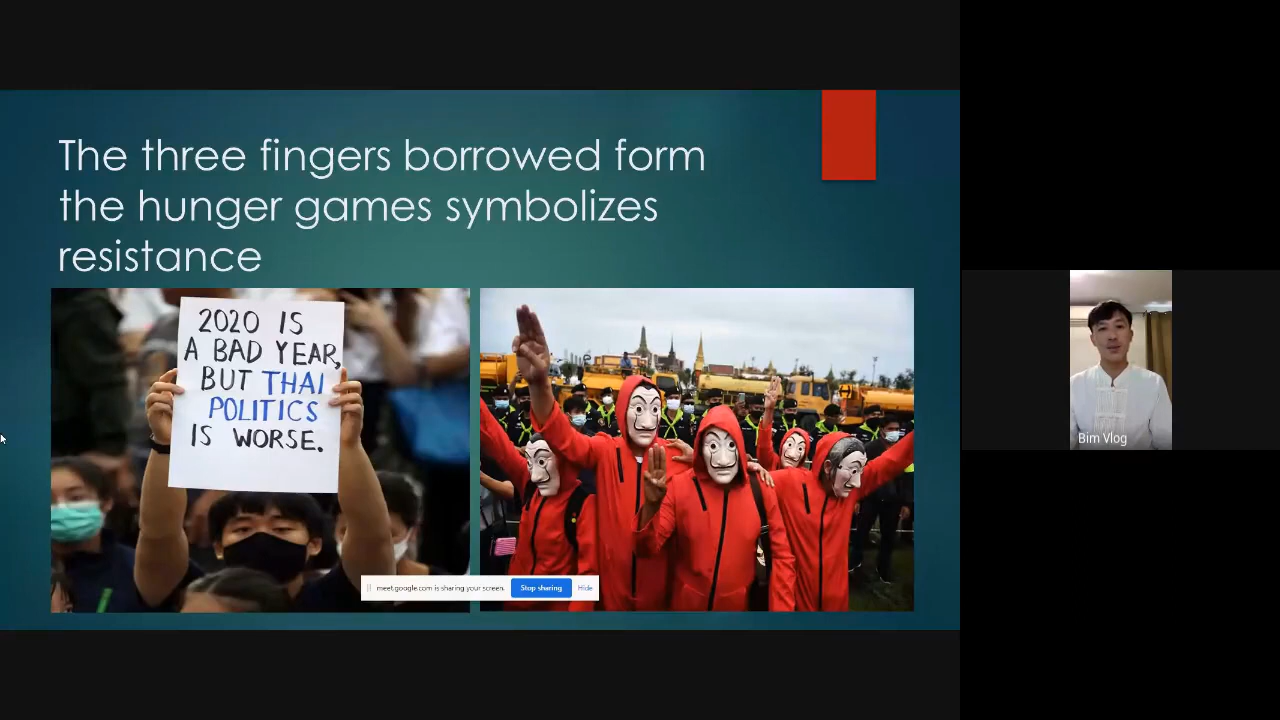 The three fingers borrowed form
the hunger games symbolizes
resistance
2020 IS
A BAD YEAR,
BUT THAI
POLITICS
IS WORSE.
meet.google.com is sharing your screen.
Stop sharing
Hide
Bim Vlog